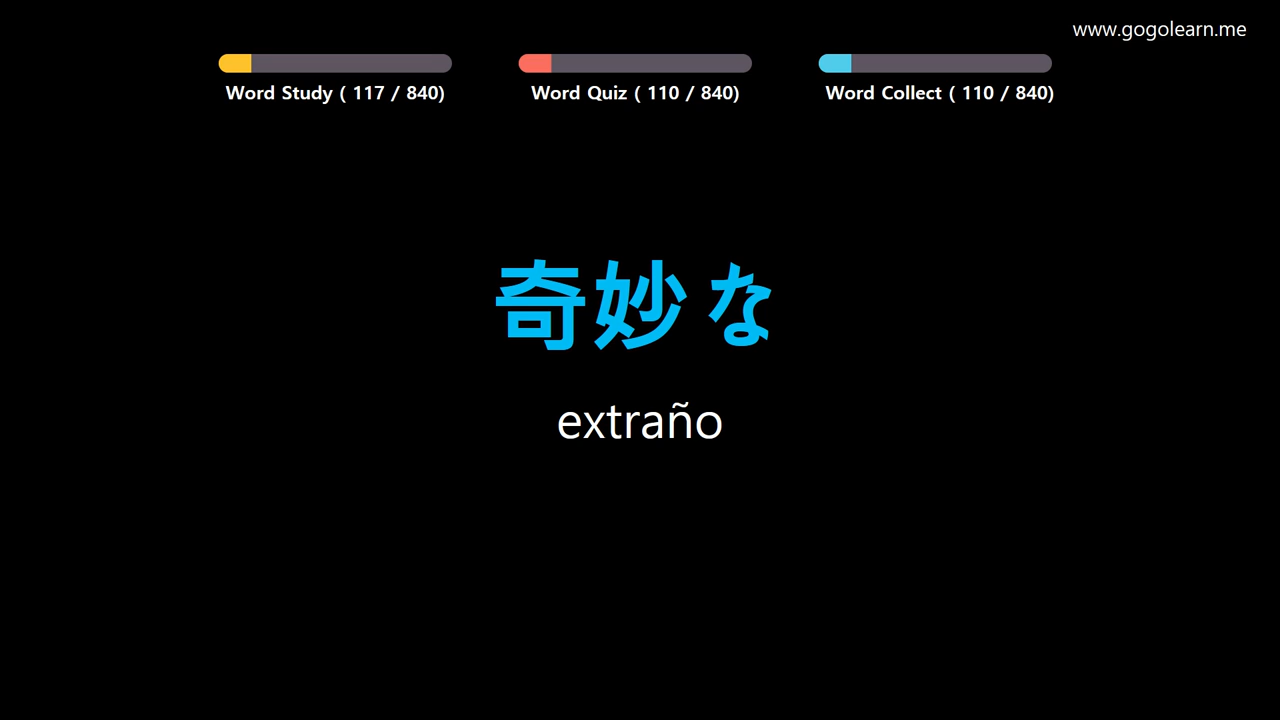 www.gogolearn.me
Word Study ( 117 / 840)
Word Quiz ( 110 / 840)
Word Collect ( 110 / 840)
奇妙な
extraño